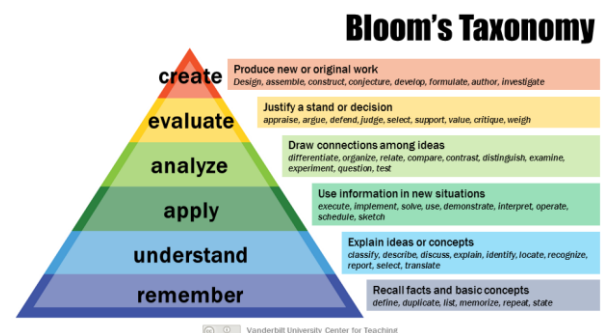 Bloom's Taxonomy
create
Produce new or original work
Design, assemble, construct, conjecture, develop, formulate, author, investigate
evaluate
Justify a stand or decision
appraise, argue, defend, judge, select, support, value, critique, weigh
analyze
Draw connections among ideas
differentiate, organize, relate, compare, contrast, distinguish, examine,
experiment, question, test
apply
Use information in new situations
execute, implement, solve, use, demonstrate, interpret, operate,
schedule, sketch
understand
Explain ideas or concepts
classify, describe, discuss, explain, identify, locate, recognize,
report, select, translate
remember
Recall facts and basic concepts
define, duplicate, list, memorize, repeat, state
Vanderbilt University Center for Teaching